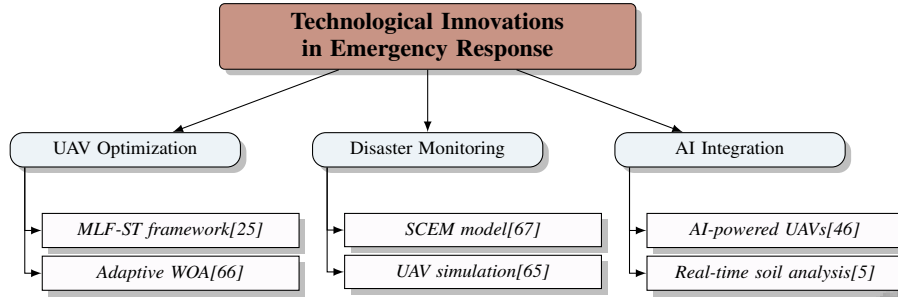 Technological Innovations
in Emergency Response
UAV Optimization
Disaster Monitoring
AI Integration
MLF-ST framework[25]
SCEM model[67]
AI-powered UAVs[46]
Adaptive WOA[66]
UAV simulation[65]
Real-time soil analysis[5]